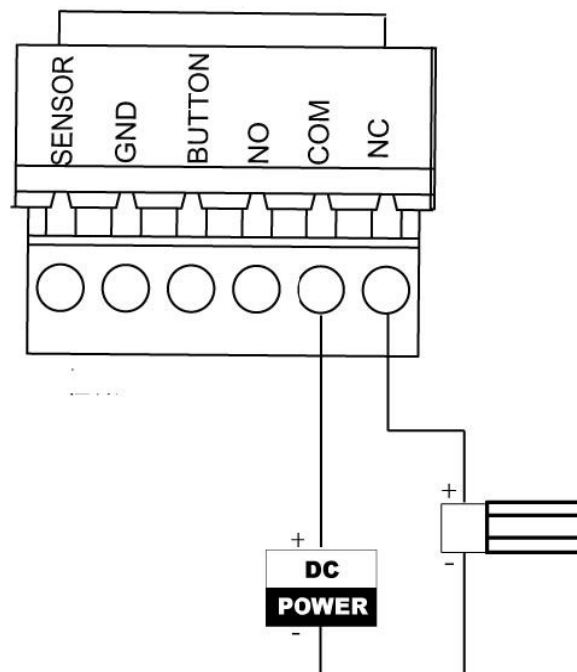 SENSOR
GND
BUTTON
NO
COM
NC
+
+
DC
POWER
-
-